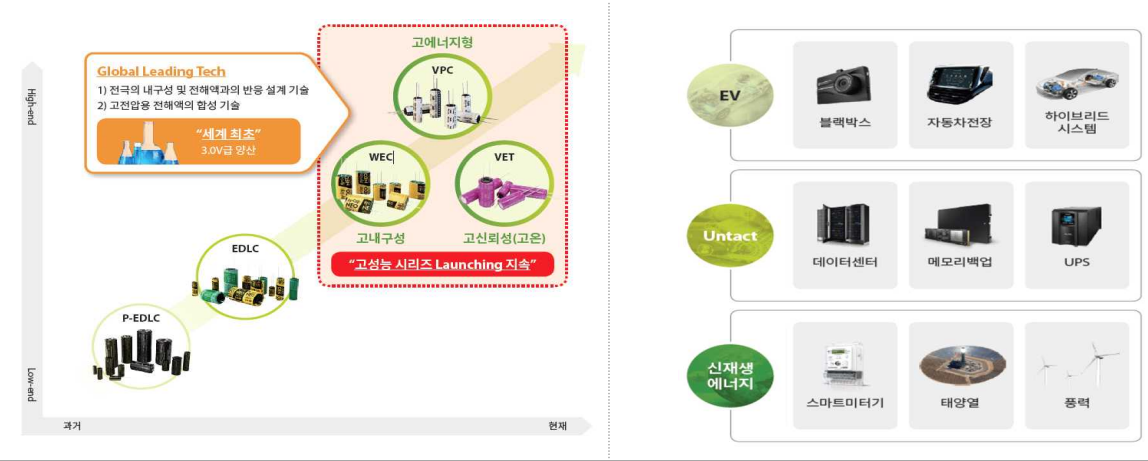 High-end
Low-end
과거
현재
Global Leading Tech
1) 전극의 내구성 및 전해액과의 반응 설계 기술
2) 고전압용 전해액의 합성 기술
“세계 최초”
3.0V급 양산
고에너지형
VPC
WEC
VET
고내구성
고신뢰성(고온)
“고성능 시리즈 Launching 지속”
EDLC
P-EDLC
EV
블랙박스
자동차전장
하이브리드
시스템
Untact
데이터센터
메모리백업
UPS
신재생
에너지
스마트미터기
태양열
풍력